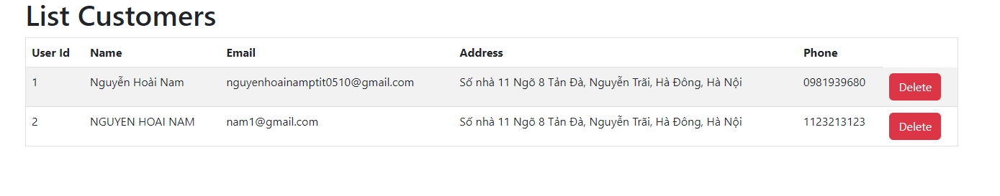 List Customers
User Id Name Email Address Phone
1 Nguyễn Hoài Nam nguyenhoainamptit0510@gmail.com Số nhà 11 Ngõ 8 Tản Đà, Nguyễn Trãi, Hà Đông, Hà Nội 0981939680 Delete
2 NGUYEN HOAI NAM nam1@gmail.com Số nhà 11 Ngõ 8 Tản Đà, Nguyễn Trãi, Hà Đông, Hà Nội 1123213123 Delete